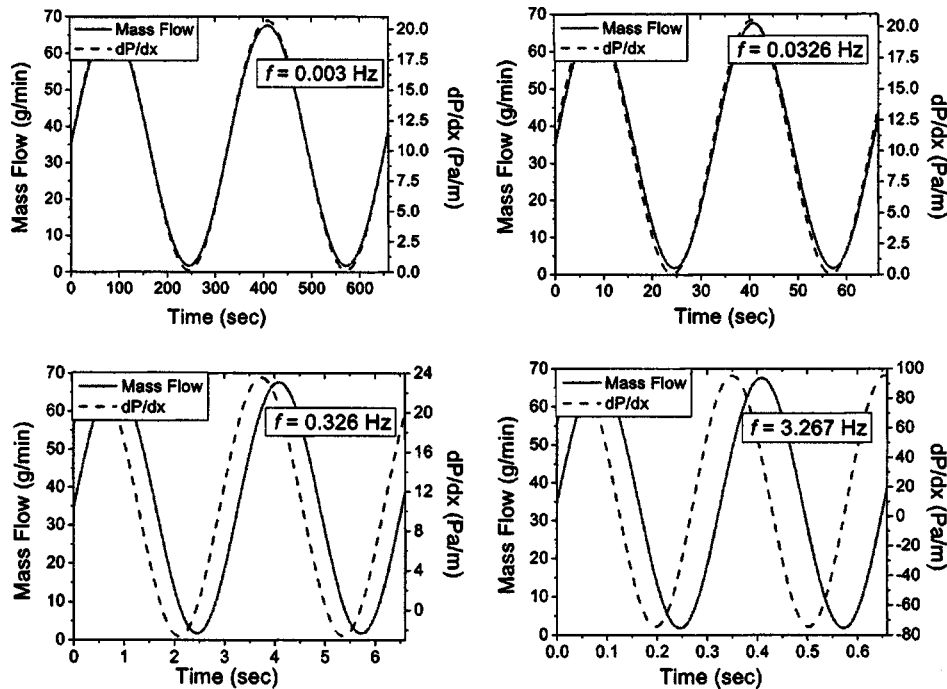 Mass Flow
dP/dx
f = 0.003 Hz
Mass Flow (g/min)
70
60
50
40
30
20
10
0
20.0
17.5
15.0
12.5
10.0
7.5
5.0
2.5
0.0
dP/dx (Pa/m)
0 100 200 300 400 500 600
Time (sec)
Mass Flow
dP/dx
f = 0.0326 Hz
Mass Flow (g/min)
70
60
50
40
30
20
10
0
20.0
17.5
15.0
12.5
10.0
7.5
5.0
2.5
0.0
dP/dx (Pa/m)
0 10 20 30 40 50 60
Time (sec)
Mass Flow
dP/dx
f = 0.326 Hz
Mass Flow (g/min)
70
60
50
40
30
20
10
0
24
20
16
12
8
4
0
dP/dx (Pa/m)
0 1 2 3 4 5 6
Time (sec)
Mass Flow
dP/dx
f = 3.267 Hz
Mass Flow (g/min)
70
60
50
40
30
20
10
0
100
80
60
40
20
0
-20
-40
-60
-80
dP/dx (Pa/m)
0.0 0.1 0.2 0.3 0.4 0.5 0.6
Time (sec)